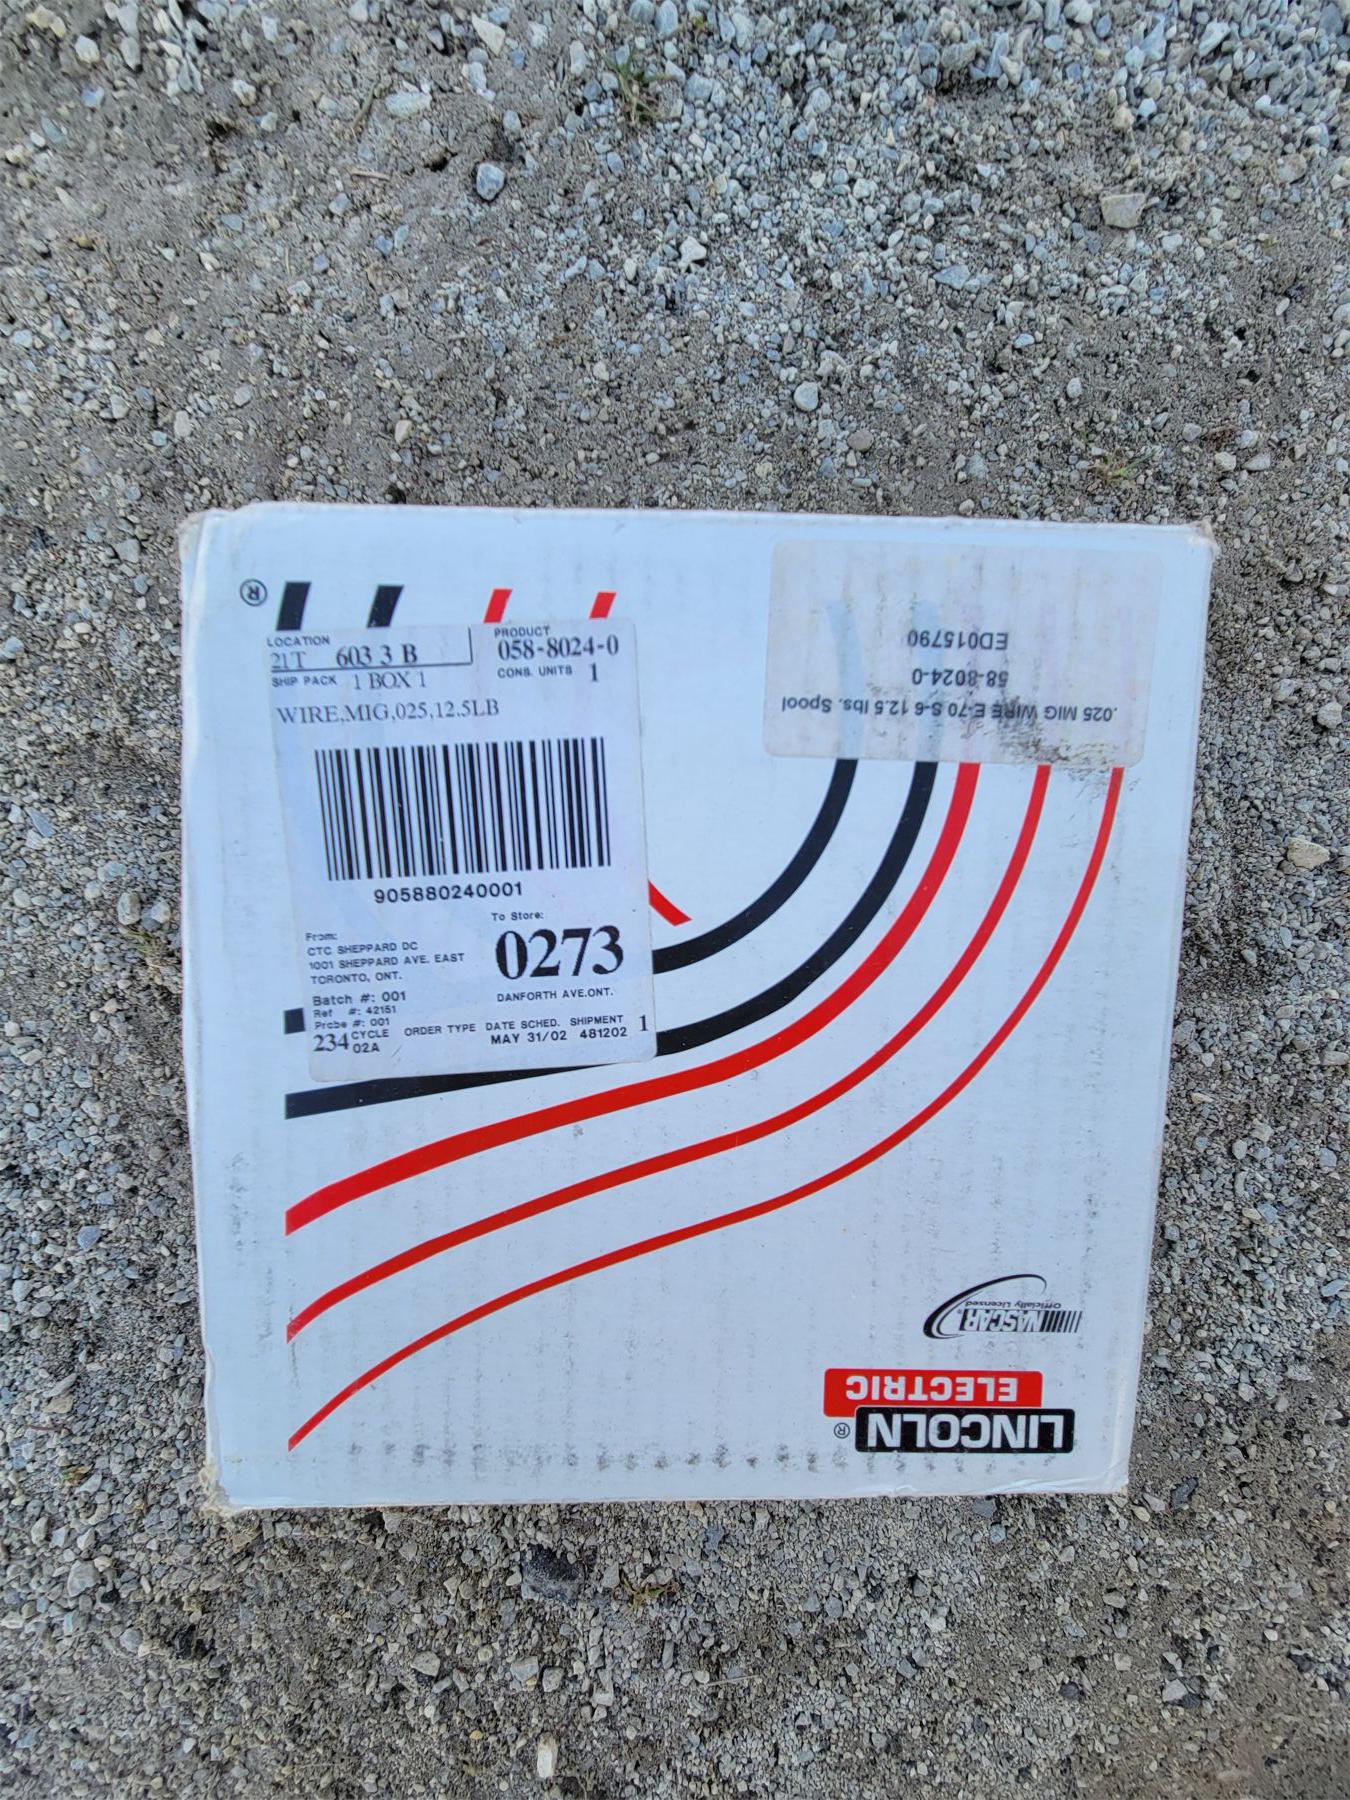 ®
LOCATION
21T 603 3 B
PRODUCT
058-8024-0
SHIP PACK 1 BOX 1
CONS. UNITS 1
WIRE,MIG,025,12.5LB
905880240001
To Store:
0273
DANFORTH AVE.ONT.
From:
CTC SHEPPARD DC
1001 SHEPPARD AVE. EAST
TORONTO, ONT.
Batch #: 001
Ref #: 42151
Probe #: 001
234 CYCLE
02A
ORDER TYPE DATE SCHED. SHIPMENT 1
MAY 31/02 481202
.025 MIG WIRE E-70 S-6 12.5 lbs. Spool
58-8024-0
ED015790
LINCOLN ®
ELECTRIC
NASCAR®
Officially Licensed